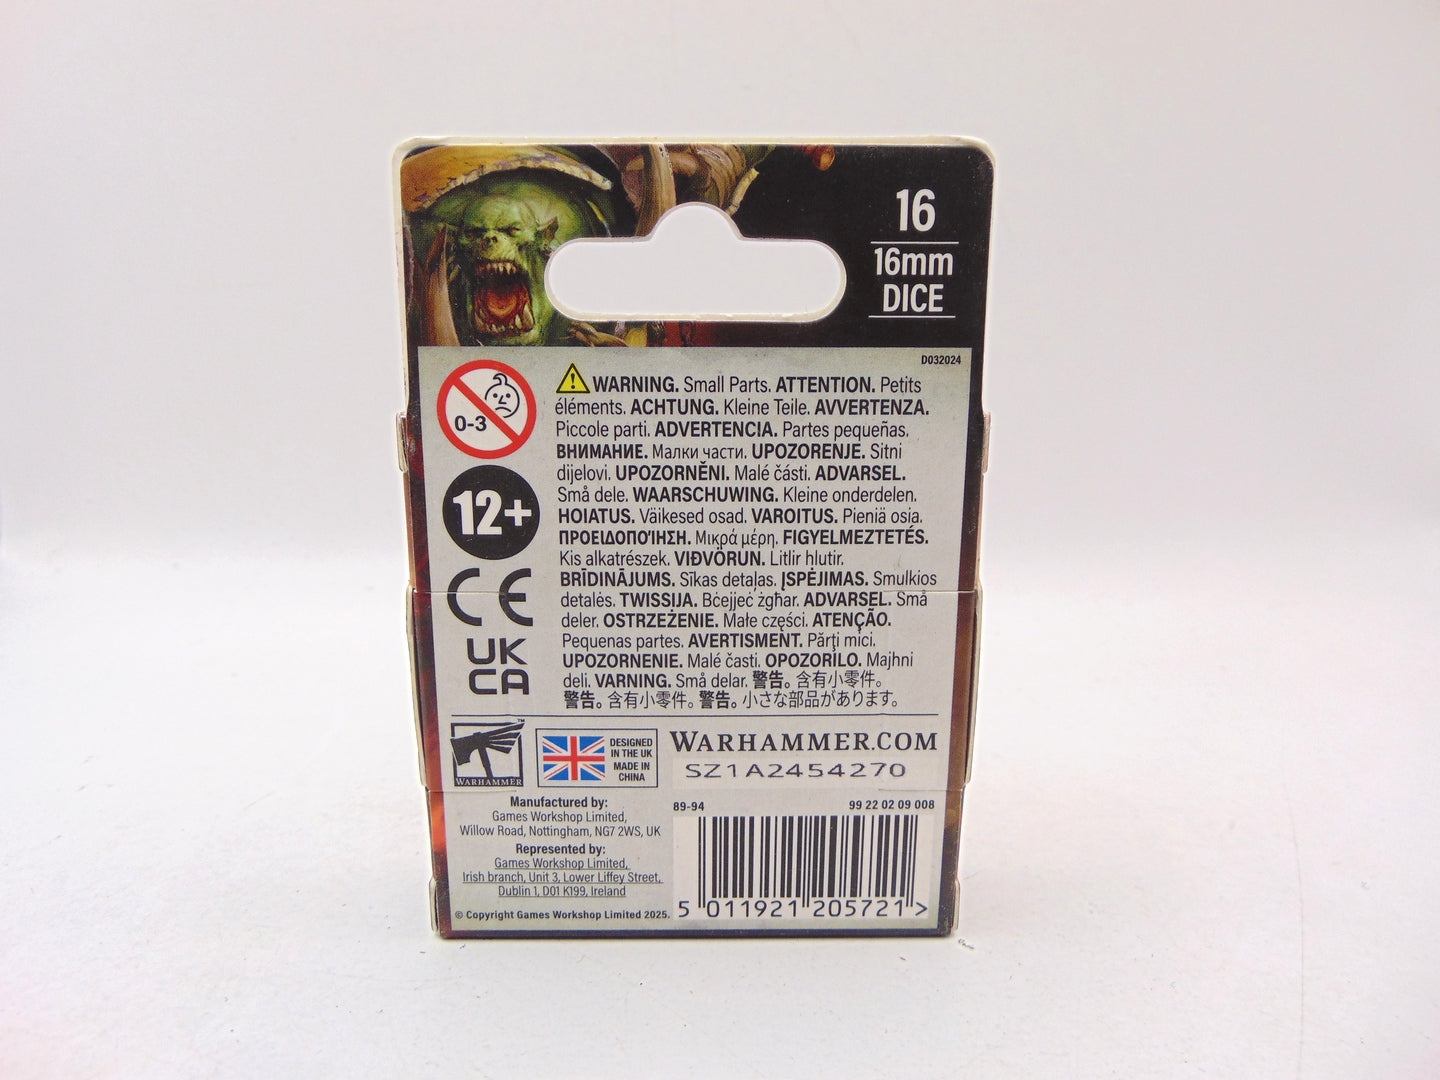 16
16mm
DICE
D032024
0-3
WARNING. Small Parts. ATTENTION. Petits
éléments. ACHTUNG. Kleine Teile. AVVERTENZA.
Piccole parti. ADVERTENCIA. Partes pequeñas.
ВНИМАНИЕ. Малки части. UPOZORENJE. Sitni
dijelovi. UPOZORNĚNI. Malé části. ADVARSEL.
Små dele. WAARSCHUWING. Kleine onderdelen.
HOIATUS. Väikesed osad. VAROITUS. Pieniä osia.
ΠΡΟΕΙΔΟΠΟΊΗΣΗ. Μικρά μέρη. FIGYELMEZTETÉS.
Kis alkatrészek. VIÐVÖRUN. Litlir hlutir.
BRĪDINĀJUMS. Sīkas detaļas. ĮSPĖJIMAS. Smulkios
detalės. TWISSIJA. Bċejjeċ żgħar. ADVARSEL. Små
deler. OSTRZEŻENIE. Małe części. ATENÇÃO.
Pequenas partes. AVERTISMENT. Părți mici.
UPOZORNENIE. Malé časti. OPOZORILO. Majhni
deli. VARNING. Små delar. 警告。含有小零件。
警告。含有小零件。警告。小さな部品があります。
12+
CE
UK
CA
WARHAMMER
™
DESIGNED
IN THE UK
MADE IN
CHINA
WARHAMMER.COM
SZ1A2454270
Manufactured by:
Games Workshop Limited,
Willow Road, Nottingham, NG7 2WS, UK
Represented by:
Games Workshop Limited,
Irish branch, Unit 3, Lower Liffey Street,
Dublin 1, D01 K199, Ireland
© Copyright Games Workshop Limited 2025.
89-94 99 22 02 09 008
5 011921 205721 >